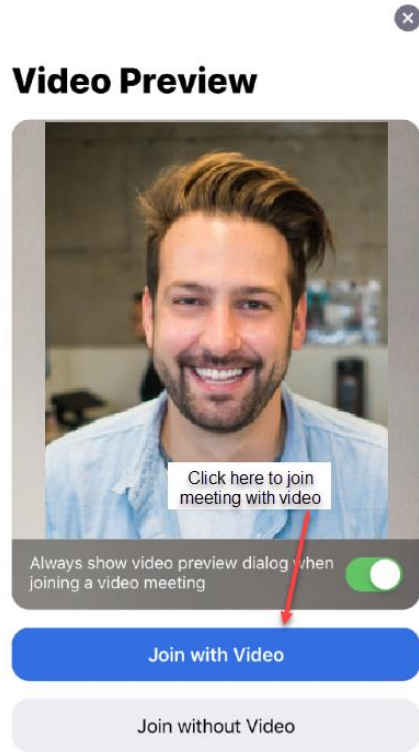 Video Preview
Click here to join
meeting with video
Always show video preview dialog when
joining a video meeting
Join with Video
Join without Video